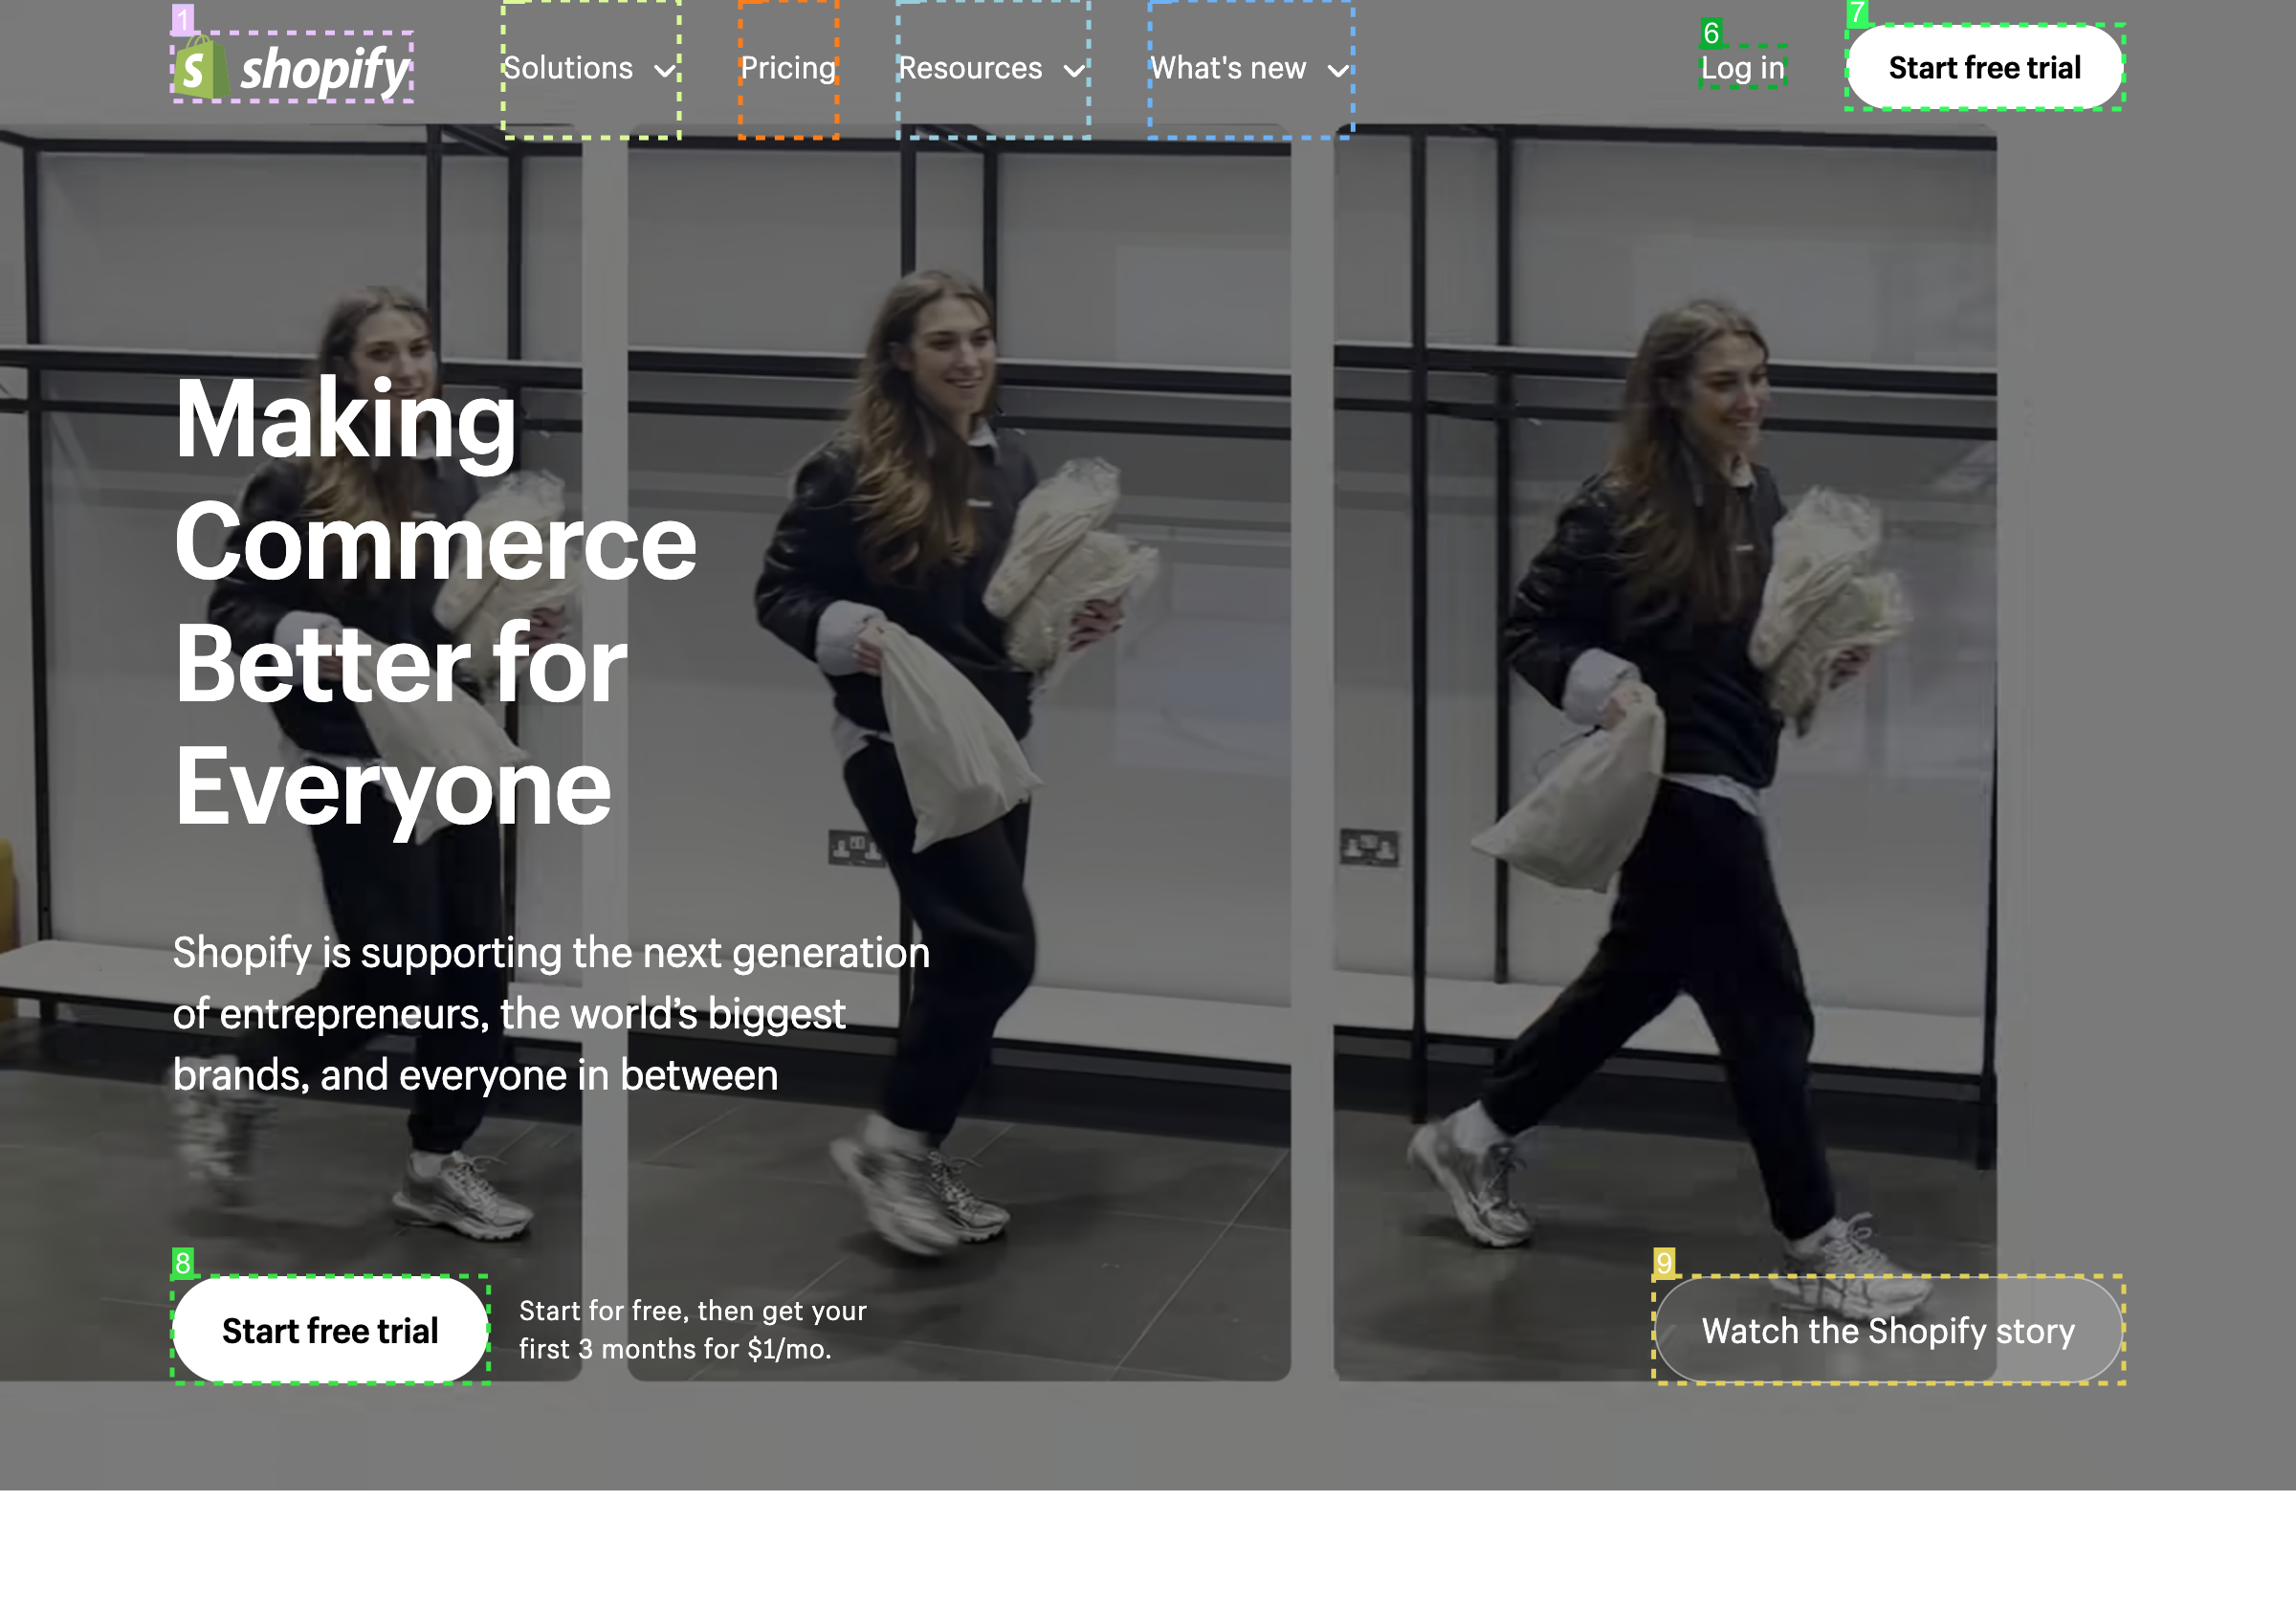 1
shopify
Solutions
Pricing
Resources
What's new
6
Log in
7
Start free trial
Making
Commerce
Better for
Everyone
Shopify is supporting the next generation
of entrepreneurs, the world's biggest
brands, and everyone in between
8
Start free trial
Start for free, then get your
first 3 months for $1/mo.
9
Watch the Shopify story